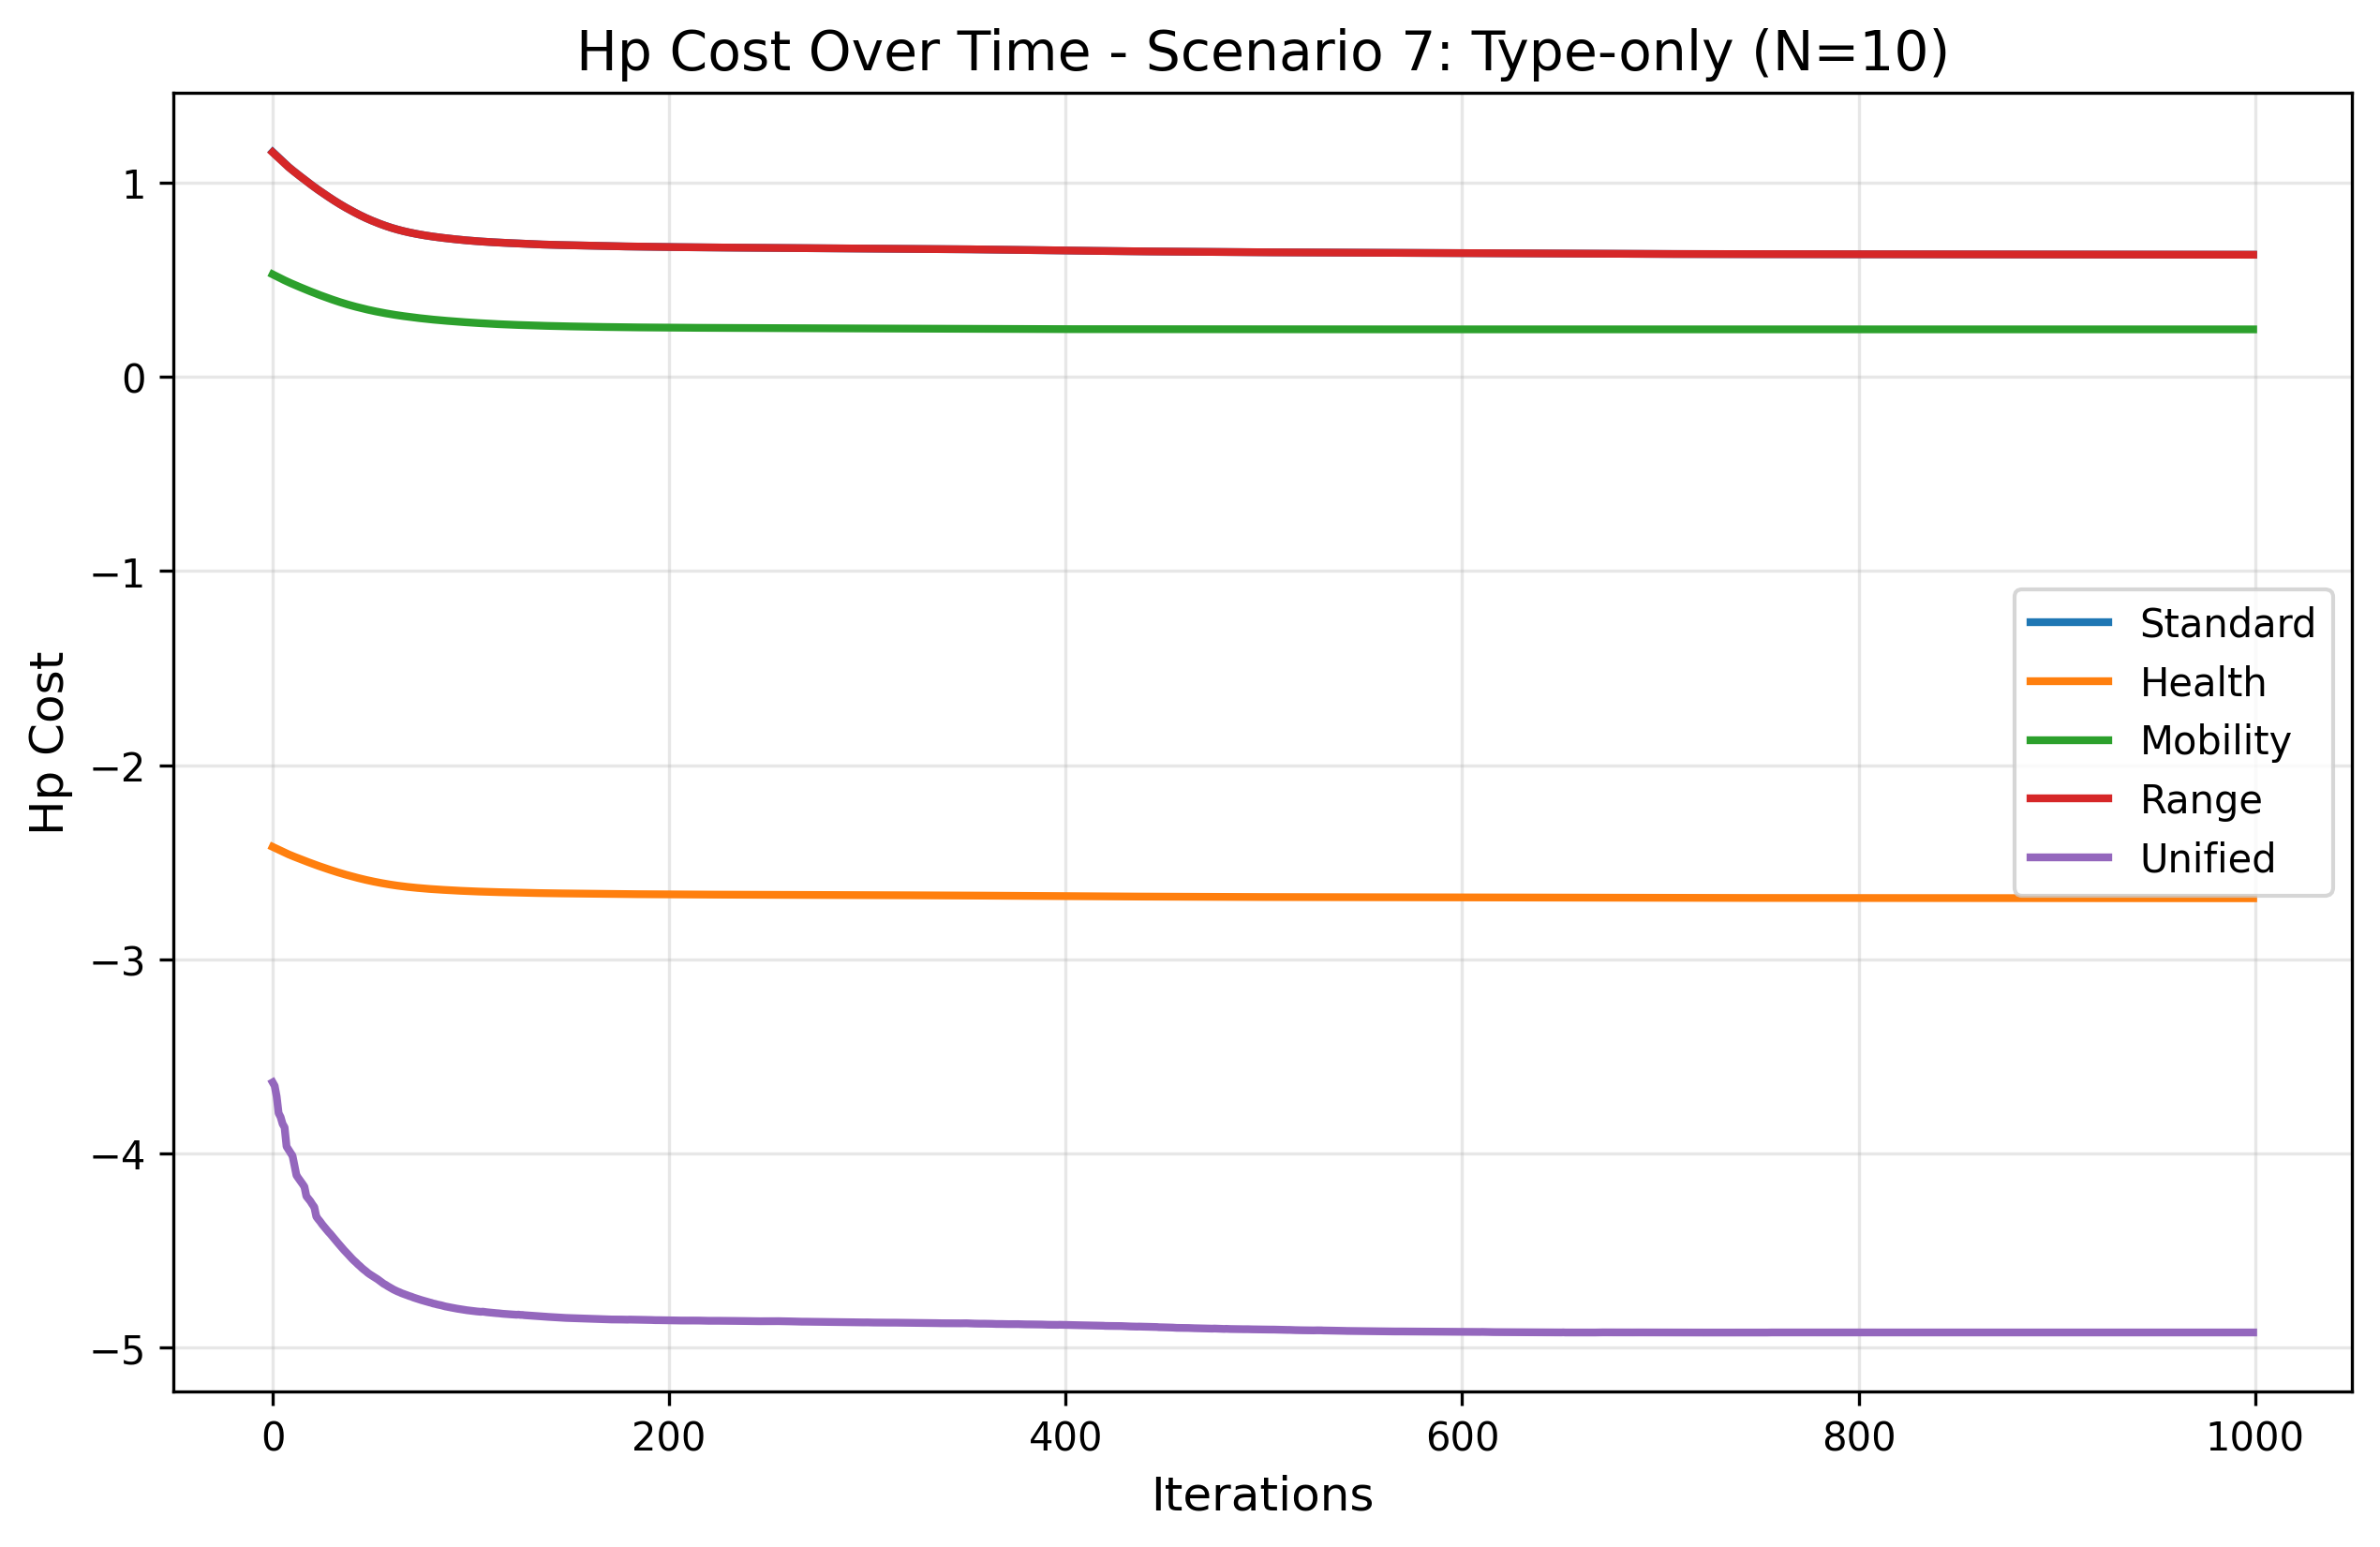 Hp Cost Over Time - Scenario 7: Type-only (N=10)
Hp Cost
1
0
−1
−2
−3
−4
−5
Standard
Health
Mobility
Range
Unified
0 200 400 600 800 1000
Iterations